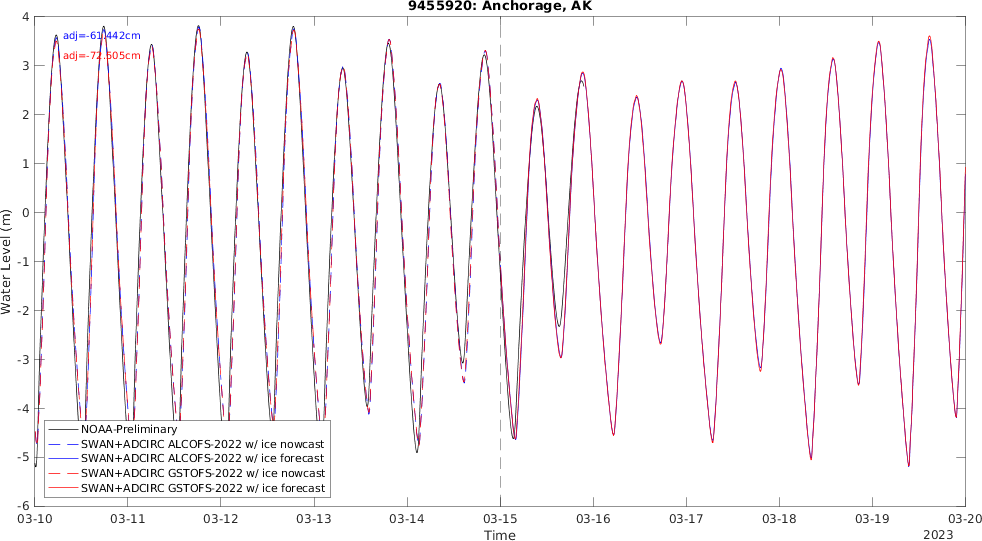 9455920: Anchorage, AK
adj=-61.442cm
adj=-72.605cm
4
3
2
1
0
-1
-2
-3
-4
-5
-6
Water Level (m)
NOAA-Preliminary
SWAN+ADCIRC ALCOFS-2022 w/ ice nowcast
SWAN+ADCIRC ALCOFS-2022 w/ ice forecast
SWAN+ADCIRC GSTOFS-2022 w/ ice nowcast
SWAN+ADCIRC GSTOFS-2022 w/ ice forecast
03-10 03-11 03-12 03-13 03-14 03-15 03-16 03-17 03-18 03-19 03-20
Time
2023